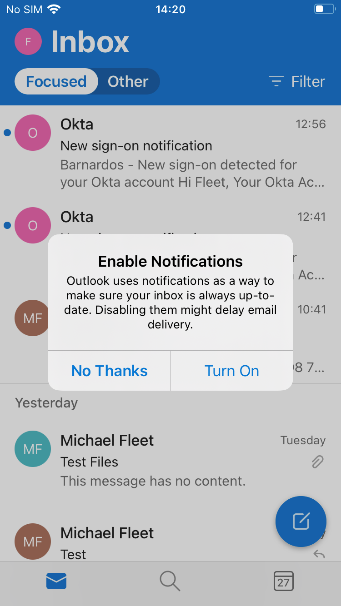 No SIM 14:20
F Inbox
Focused Other Filter
O Okta 12:56
New sign-on notification
Barnardos - New sign-on detected for
your Okta account Hi Fleet, Your Okta Ac...
O Okta 12:41
Enable Notifications
Outlook uses notifications as a way to
make sure your inbox is always up-to-
date. Disabling them might delay email
delivery.
No Thanks Turn On
r
Ac...
MF 10:41
08 7...
Yesterday
MF Michael Fleet Tuesday
Test Files
This message has no content.
MF Michael Fleet
Test
27